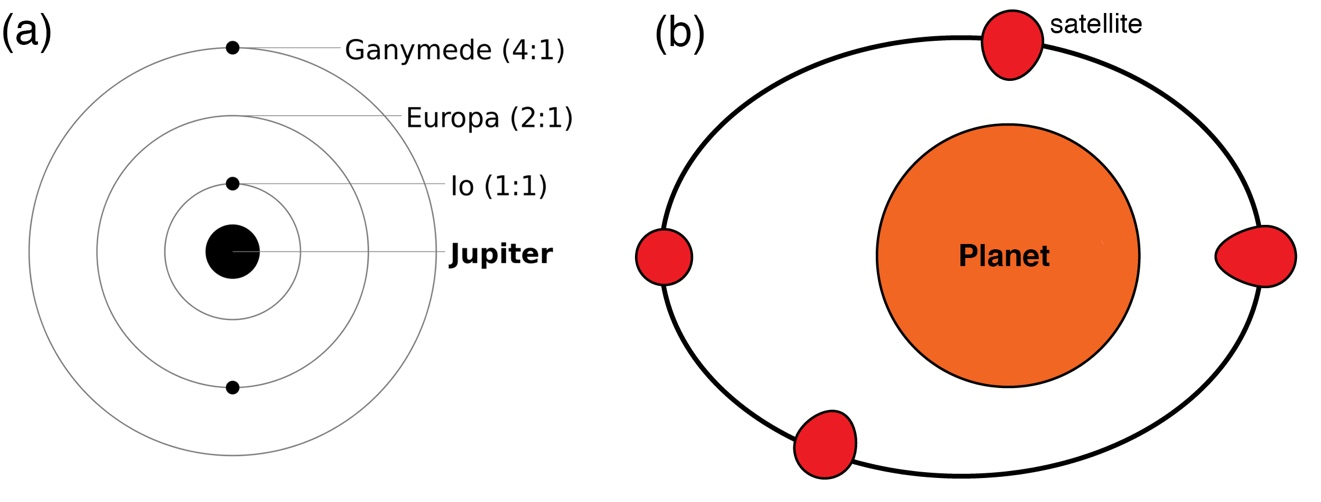 (a)
Ganymede (4:1)
Europa (2:1)
Io (1:1)
Jupiter
(b)
satellite
Planet